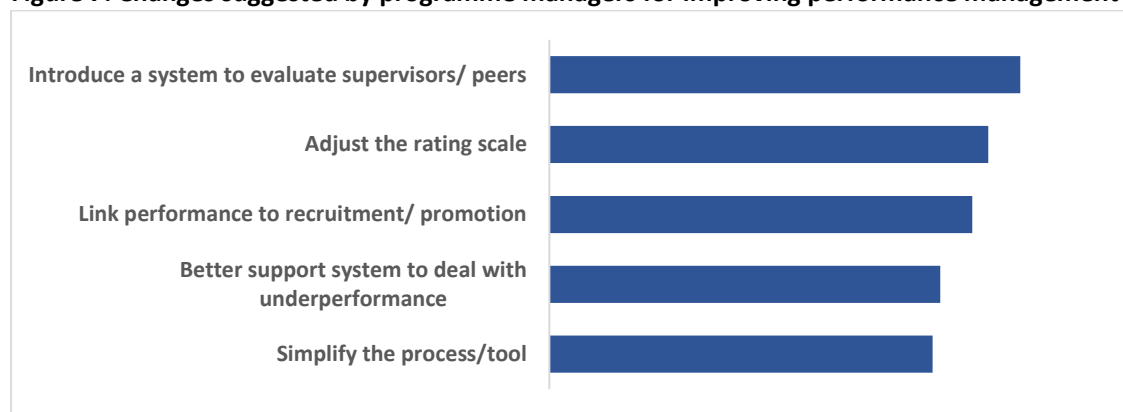 Figure Changes suggested by programme managers for improving performance management
Introduce a system to evaluate supervisors/ peers
Adjust the rating scale
Link performance to recruitment/ promotion
Better support system to deal with
underperformance
Simplify the process/tool